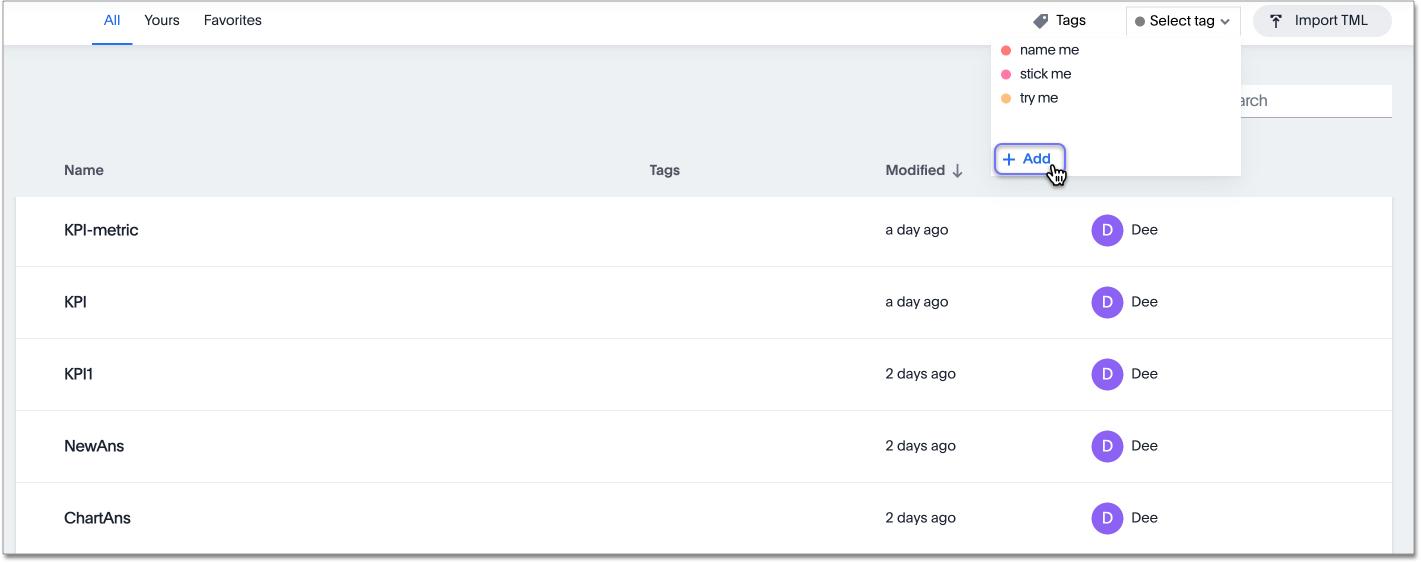 All Yours Favorites Tags Select tag Import TML
name me
stick me
try me
arch
+ Add
Name Tags Modified
KPI-metric a day ago D Dee
KPI a day ago D Dee
KPI1 2 days ago D Dee
NewAns 2 days ago D Dee
ChartAns 2 days ago D Dee